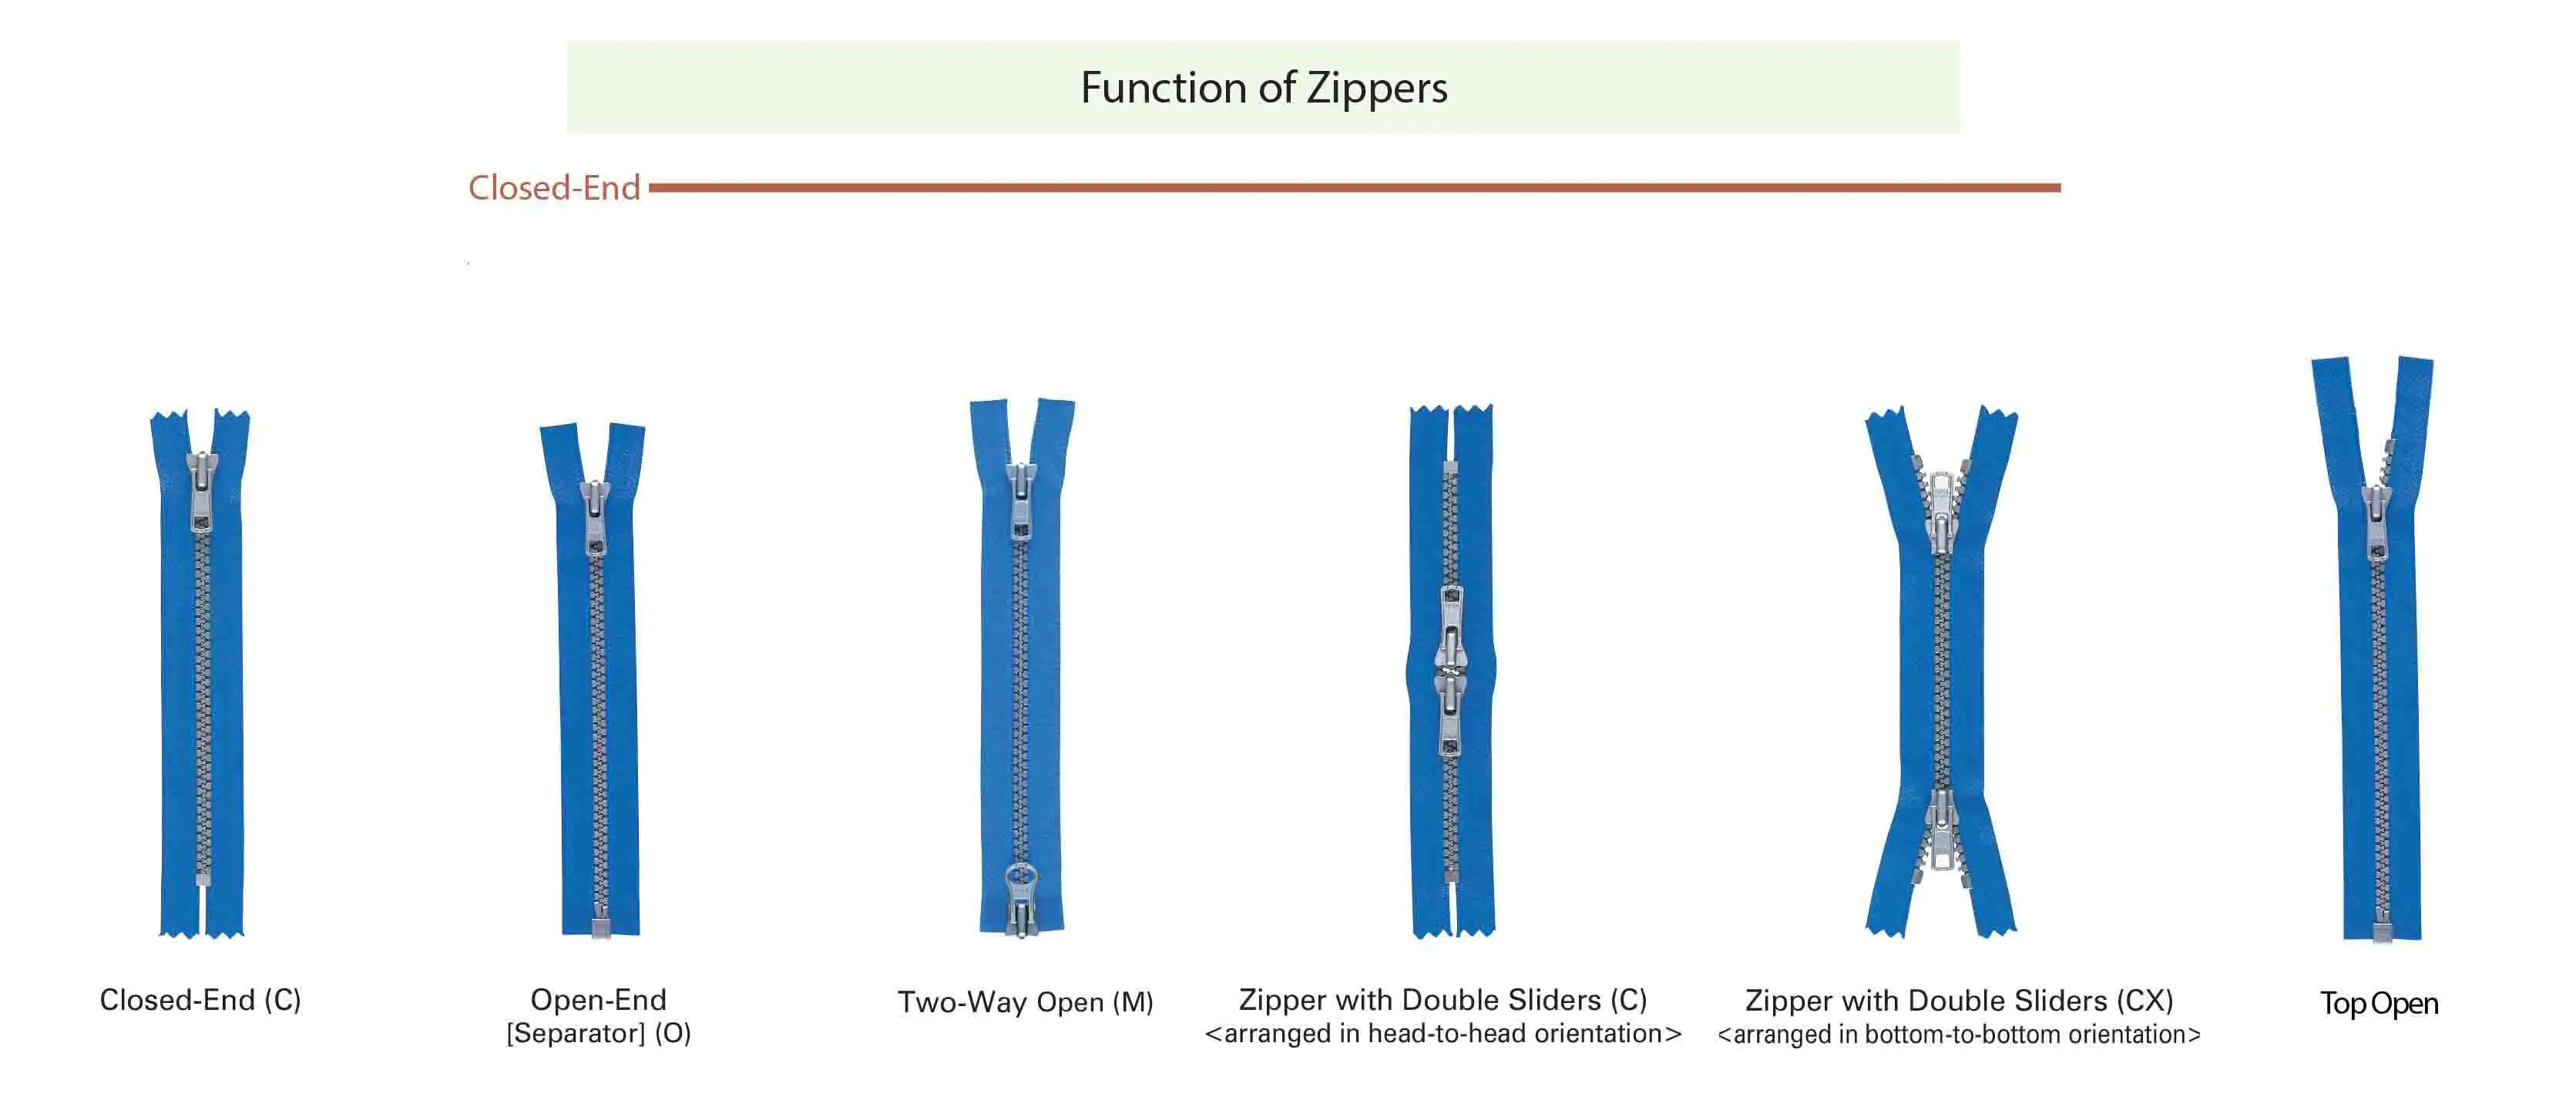 Function of Zippers
Closed-End
Closed-End (C)
Open-End
[Separator] (O)
Two-Way Open (M)
Zipper with Double Sliders (C)
<arranged in head-to-head orientation>
Zipper with Double Sliders (CX)
<arranged in bottom-to-bottom orientation>
Top Open